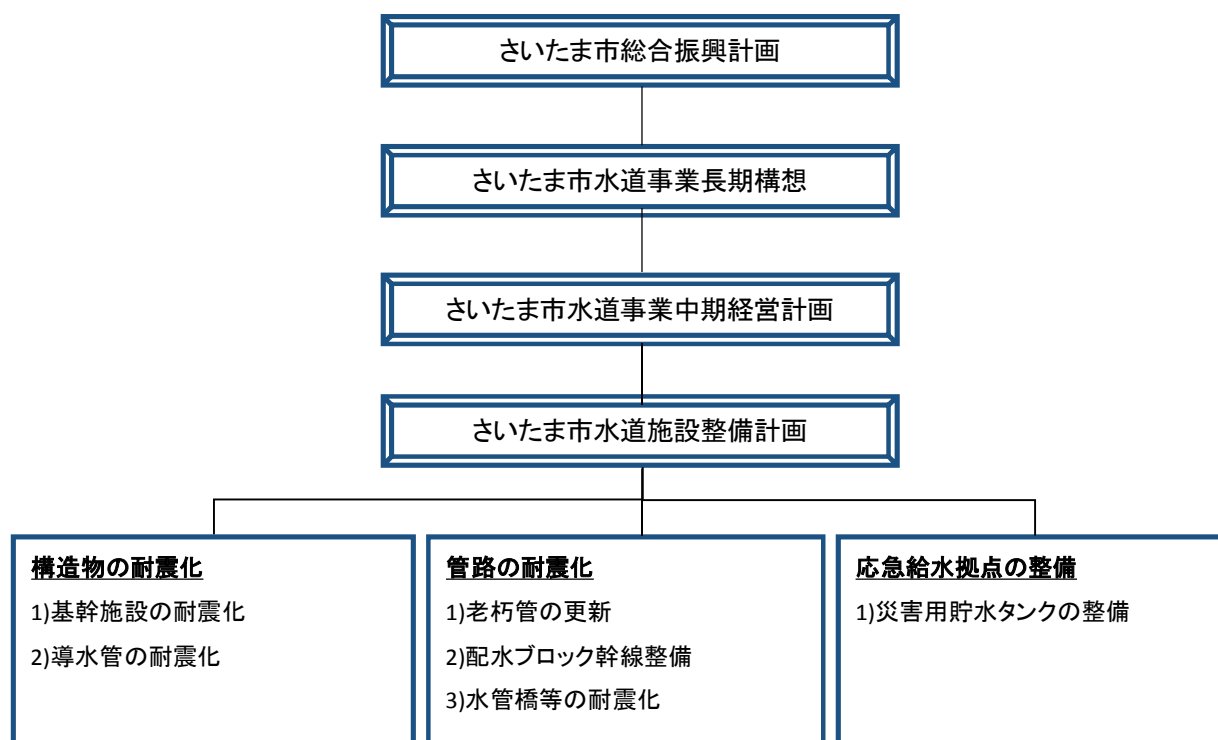 さいたま市総合振興計画
さいたま市水道事業長期構想
さいたま市水道事業中期経営計画
さいたま市水道施設整備計画
構造物の耐震化
1)基幹施設の耐震化
2)導水管の耐震化
管路の耐震化
1)老朽管の更新
2)配水ブロック幹線整備
3)水管橋等の耐震化
応急給水拠点の整備
1)災害用貯水タンクの整備